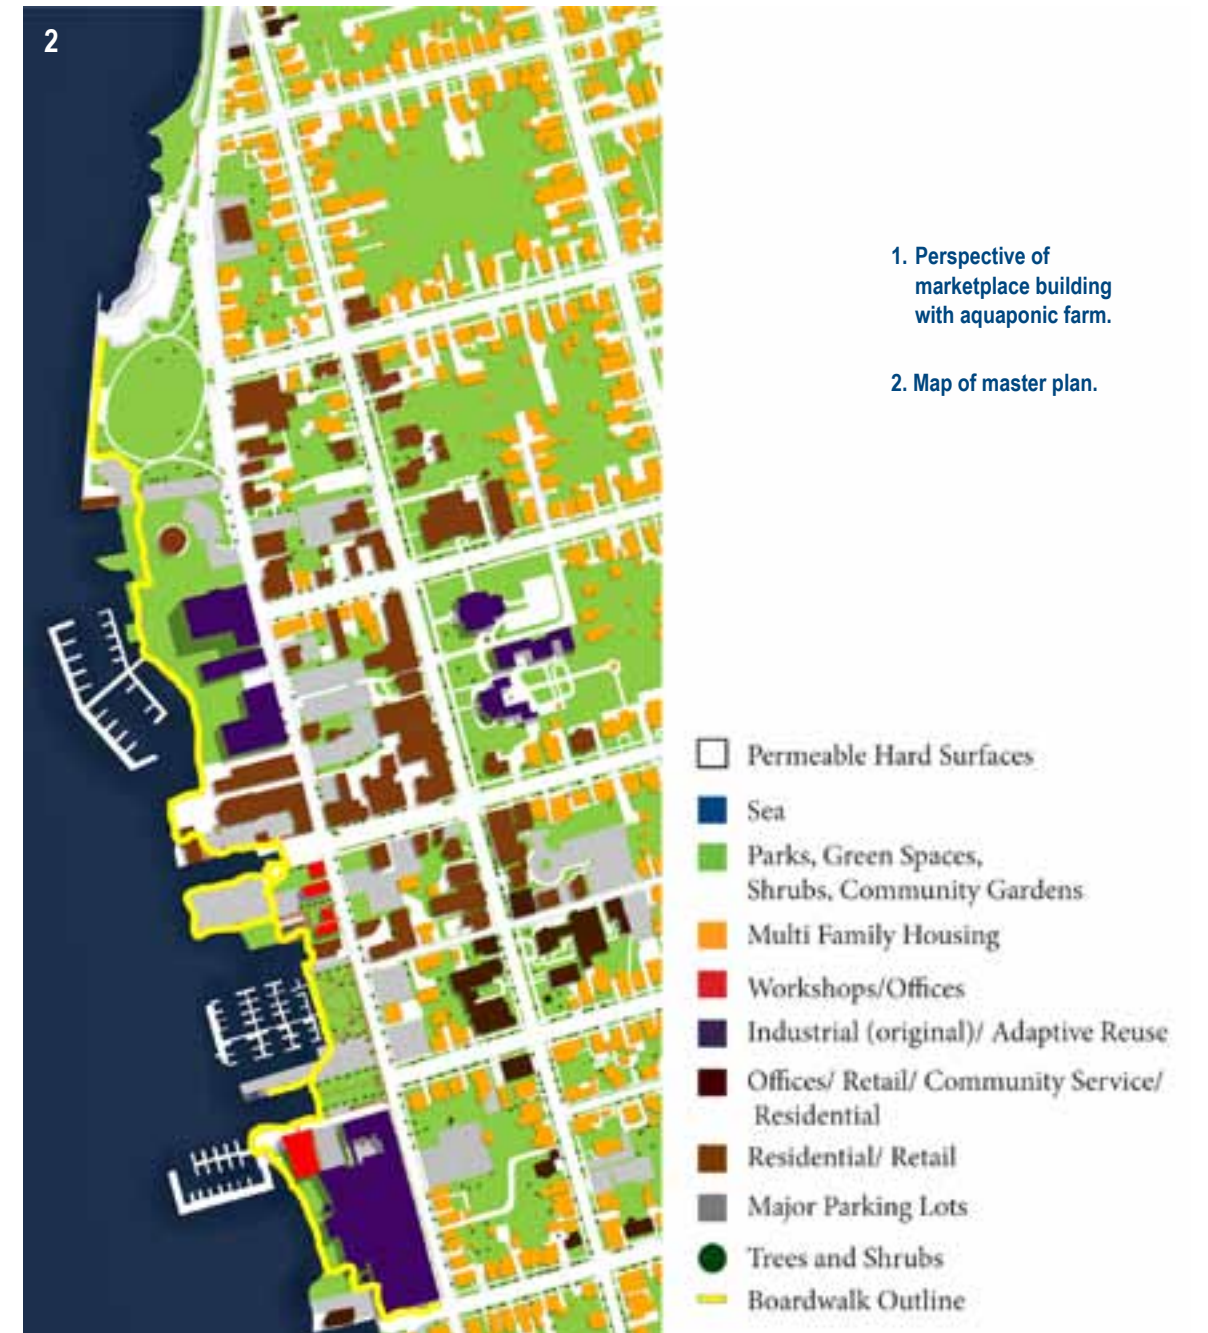 2
1. Perspective of
marketplace building
with aquaponic farm.
2. Map of master plan.
Permeable Hard Surfaces
Sea
Parks, Green Spaces,
Shrubs, Community Gardens
Multi Family Housing
Workshops/Offices
Industrial (original)/ Adaptive Reuse
Offices/ Retail/ Community Service/
Residential
Residential/ Retail
Major Parking Lots
Trees and Shrubs
Boardwalk Outline